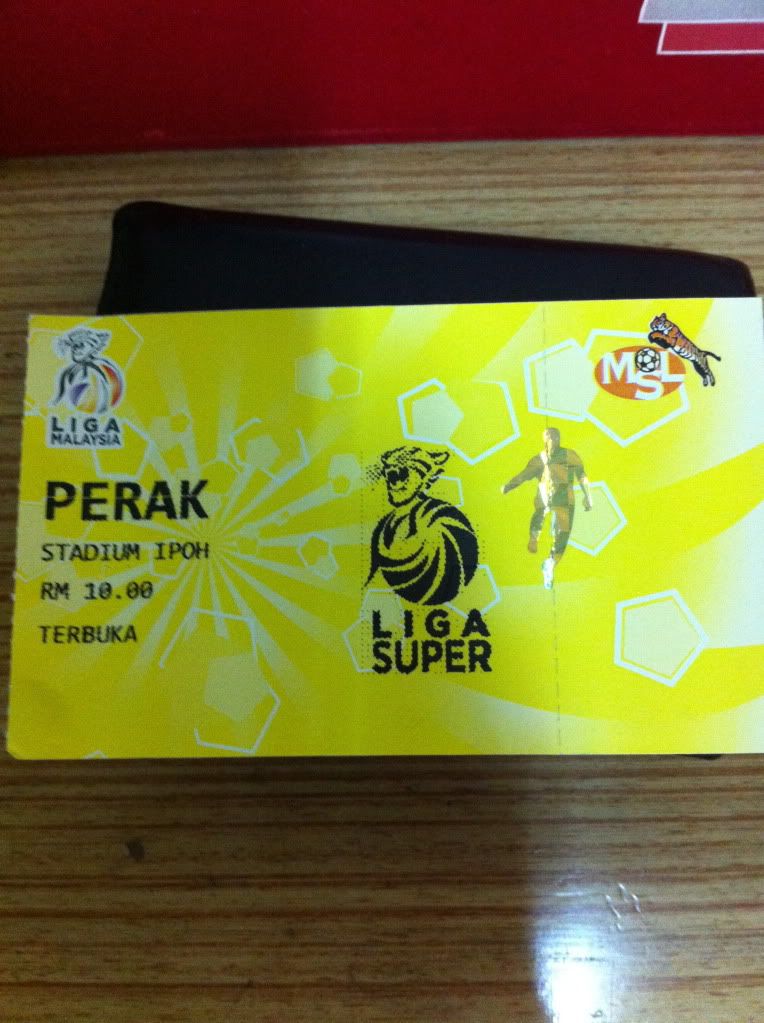 LIGA
MALAYSIA
MSL
PERAK
STADIUM IPOH
RM 10.00
TERBUKA
LIGA
SUPER